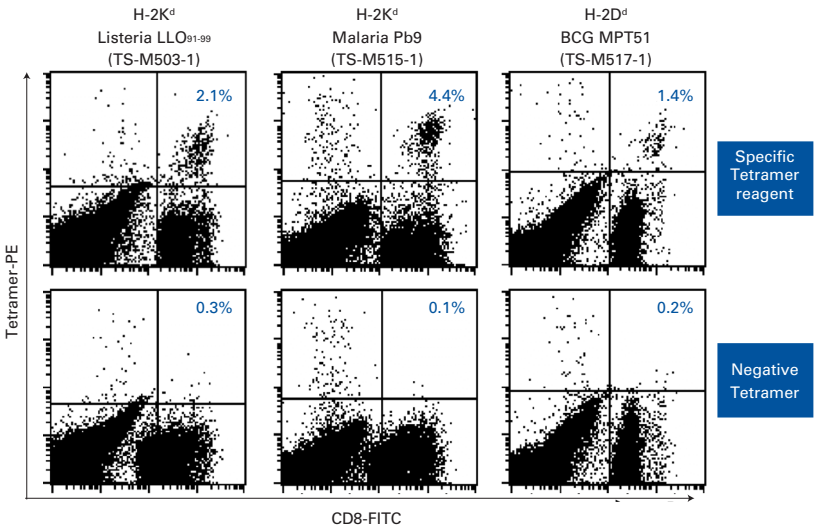 H-2Kᵈ
Listeria LLO₉₁₋₉₉
(TS-M503-1)
H-2Kᵈ
Malaria Pb9
(TS-M515-1)
H-2Dᵈ
BCG MPT51
(TS-M517-1)
2.1%
4.4%
1.4%
Specific
Tetramer
reagent
Tetramer-PE
0.3%
0.1%
0.2%
Negative
Tetramer
CD8-FITC